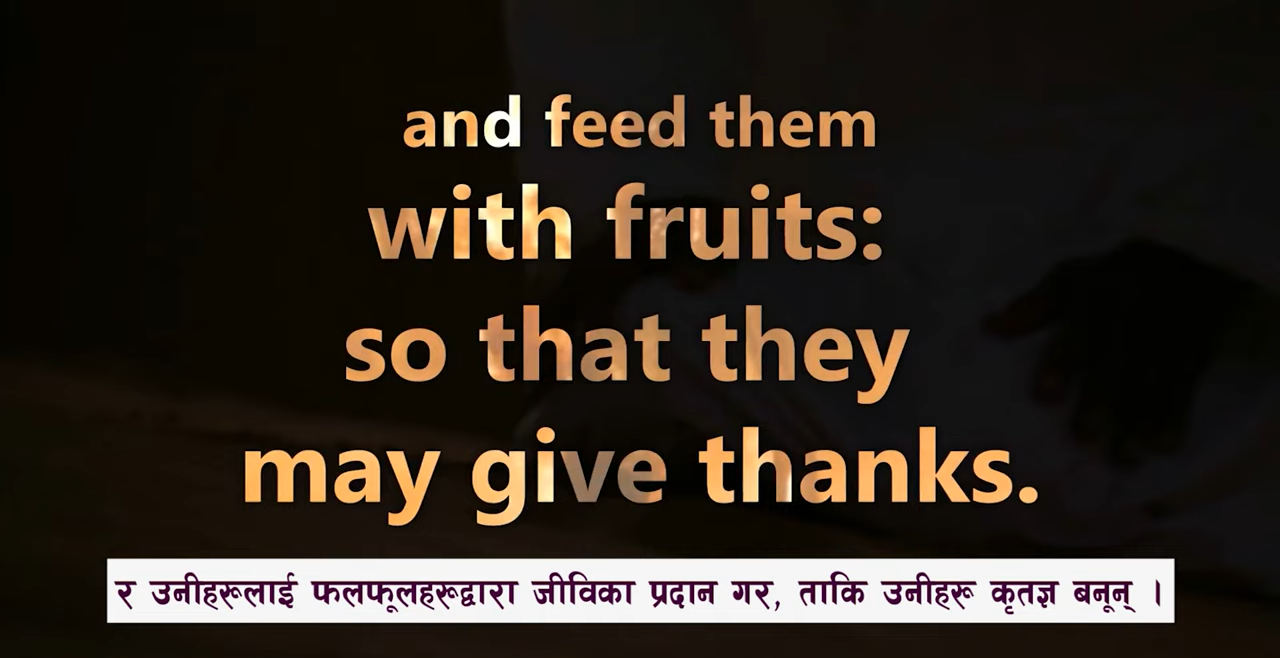 and feed them
with fruits:
so that they
may give thanks.
र उनीहरूलाई फलफूलहरूद्वारा जीविका प्रदान गर, ताकि उनीहरू कृतज्ञ बनून् ।